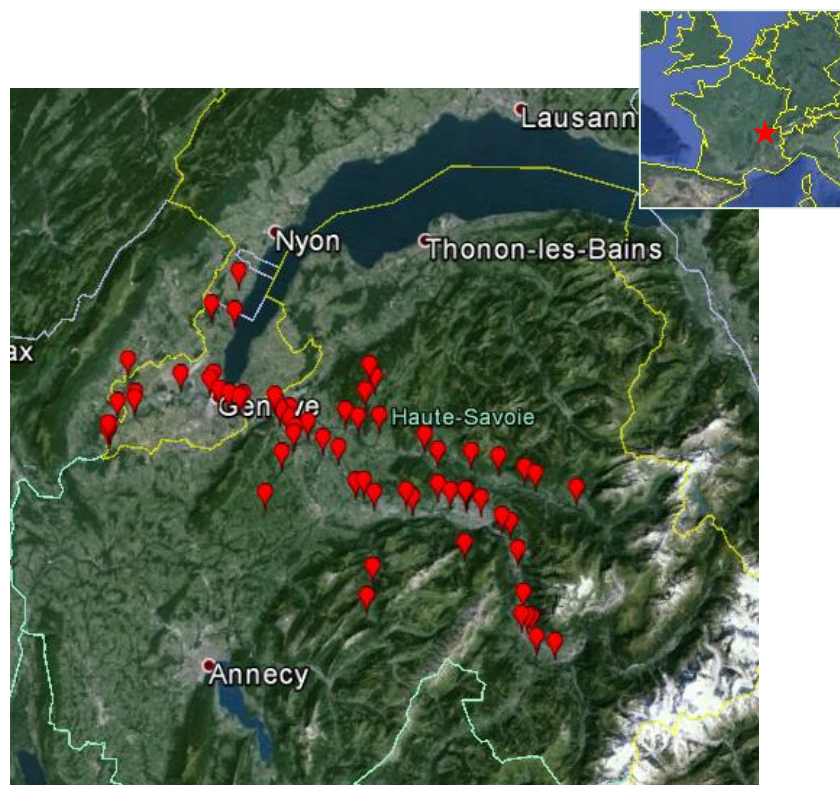 Lausann
Nyon
Thonon-les-Bains
ax
Genève
Haute-Savoie
Annecy